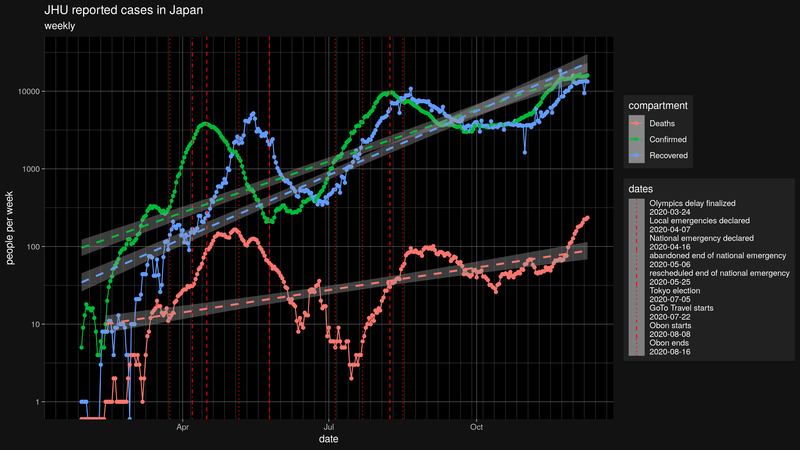 JHU reported cases in Japan
weekly
people per week
10000
1000
100
10
1
Apr
Jul
Oct
date
compartment
Deaths
Confirmed
Recovered
dates
Olympics delay finalized
2020-03-24
Local emergencies declared
2020-04-07
National emergency declared
2020-04-16
abandoned end of national emergency
2020-05-06
rescheduled end of national emergency
2020-05-25
Tokyo election
2020-07-05
GoTo Travel starts
2020-07-22
Obon starts
2020-08-08
Obon ends
2020-08-16